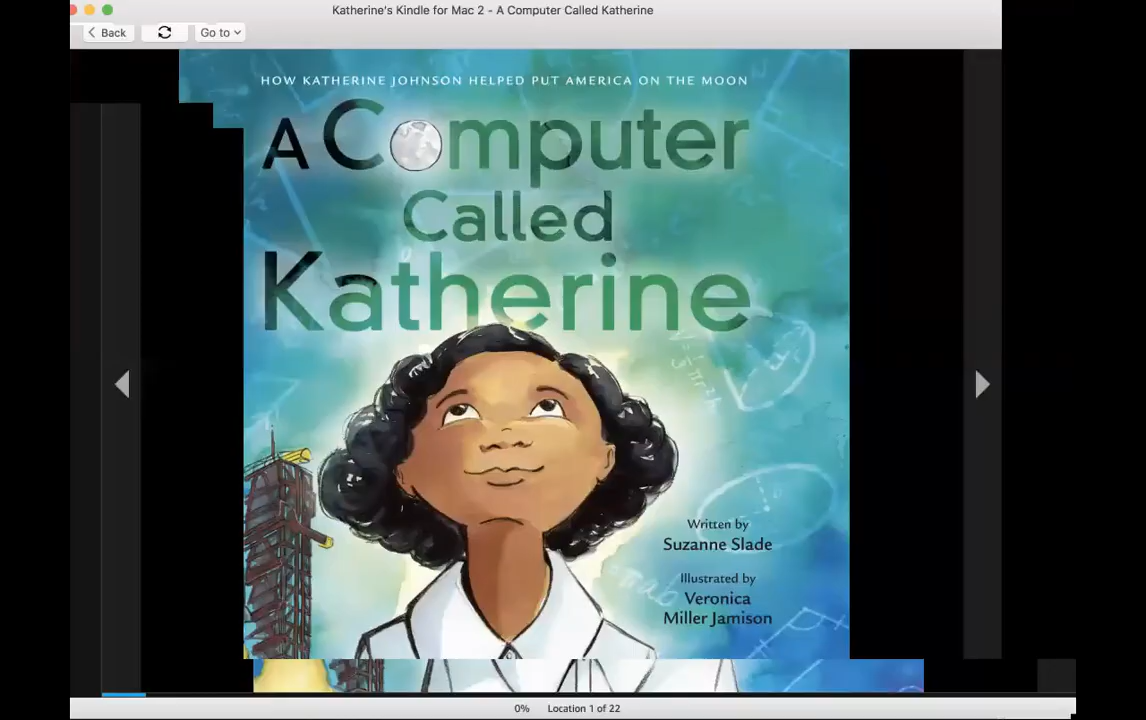 Katherine's Kindle for Mac 2 - A Computer Called Katherine
Back
Go to
HOW KATHERINE JOHNSON HELPED PUT AMERICA ON THE MOON
A Computer
Called
Katherine
Written by
Suzanne Slade
Illustrated by
Veronica
Miller Jamison
0% Location 1 of 22